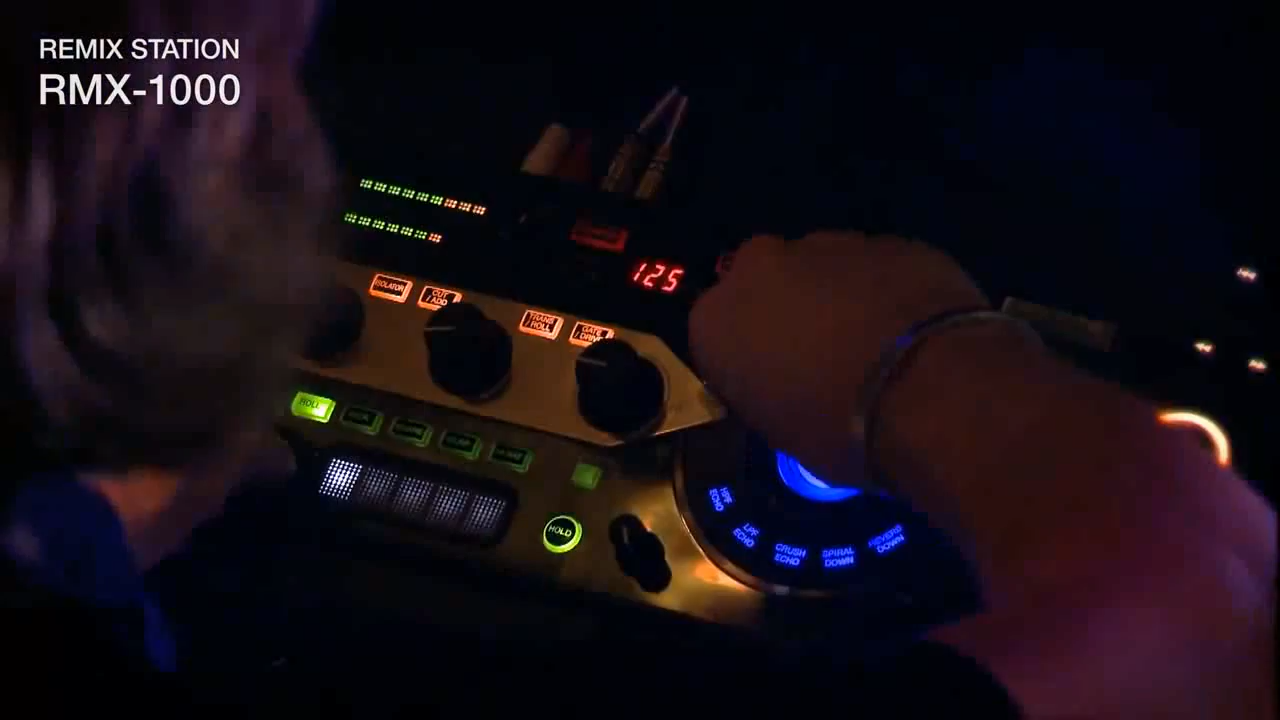 REMIX STATION
RMX-1000
125
ISOLATOR
CUT
/ADD
TRANS
/ROLL
GATE
/DRIVE
HOLD
HPF
ECHO
LPF
ECHO
CRUSH
ECHO
SPIRAL
DOWN
REVERB
DOWN